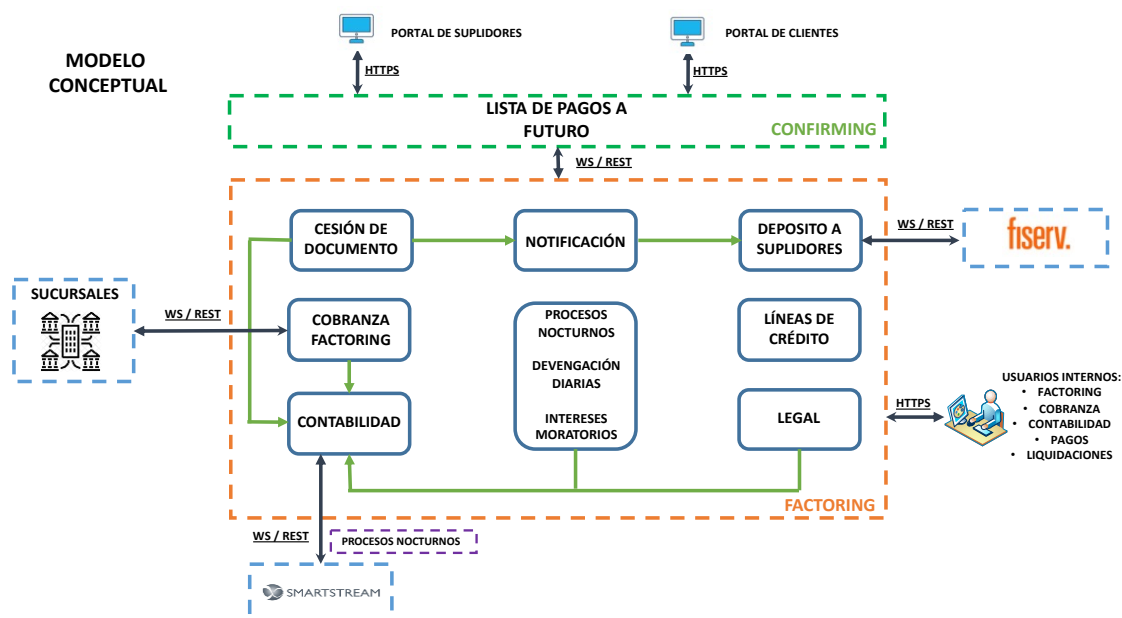 MODELO
CONCEPTUAL
PORTAL DE SUPLIDORES
PORTAL DE CLIENTES
HTTPS
HTTPS
LISTA DE PAGOS A
FUTURO
CONFIRMING
WS / REST
CESIÓN DE
DOCUMENTO
NOTIFICACIÓN
DEPOSITO A
SUPLIDORES
WS / REST
fiserv.
SUCURSALES
WS / REST
COBRANZA
FACTORING
PROCESOS
NOCTURNOS
DEVENGACIÓN
DIARIAS
INTERESES
MORATORIOS
LÍNEAS DE
CRÉDITO
CONTABILIDAD
LEGAL
HTTPS
USUARIOS INTERNOS:
• FACTORING
• COBRANZA
• CONTABILIDAD
• PAGOS
• LIQUIDACIONES
FACTORING
WS / REST
PROCESOS NOCTURNOS
SMARTSTREAM